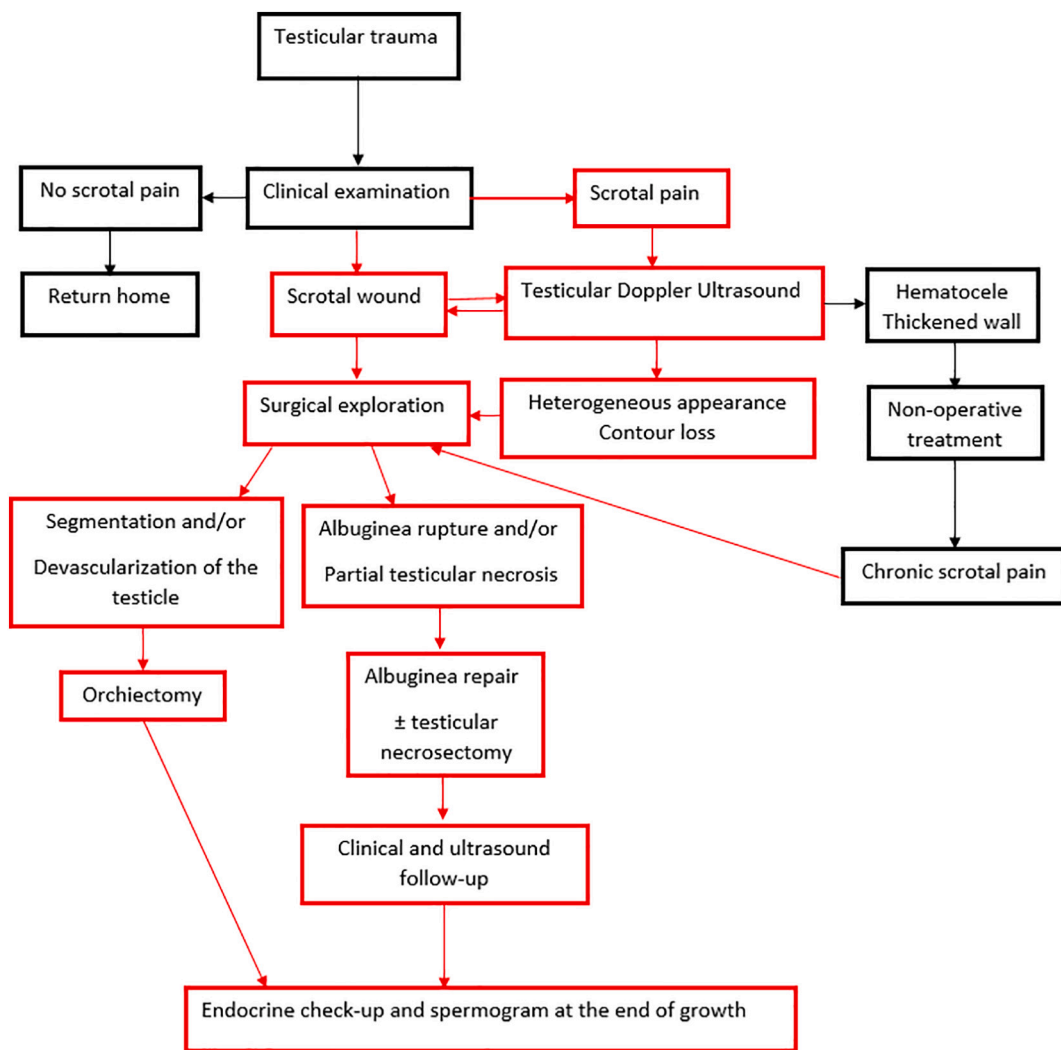 Testicular trauma
No scrotal pain
Clinical examination
Scrotal pain
Return home
Scrotal wound
Testicular Doppler Ultrasound
Hematocele
Thickened wall
Surgical exploration
Heterogeneous appearance
Contour loss
Non-operative
treatment
Segmentation and/or
Devascularization of the
testicle
Albuginea rupture and/or
Partial testicular necrosis
Chronic scrotal pain
Orchiectomy
Albuginea repair
± testicular
necrosectomy
Clinical and ultrasound
follow-up
Endocrine check-up and spermogram at the end of growth